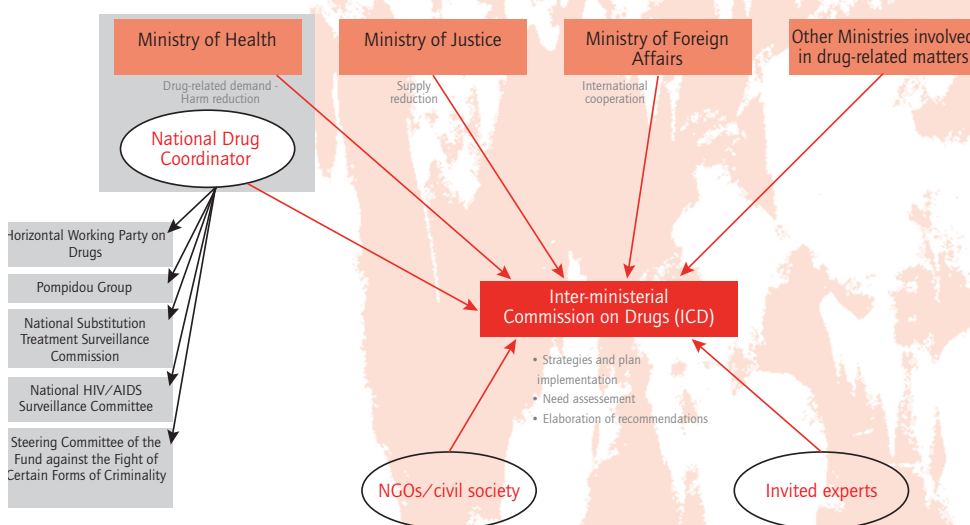 Ministry of Health
Ministry of Justice
Ministry of Foreign
Affairs
Other Ministries involved
in drug-related matters
Drug-related demand -
Harm reduction
Supply
reduction
International
cooperation
National Drug
Coordinator
Horizontal Working Party on
Drugs
Pompidou Group
National Substitution
Treatment Surveillance
Commission
National HIV/AIDS
Surveillance Committee
Steering Committee of the
Fund against the Fight of
Certain Forms of Criminality
Inter-ministerial
Commission on Drugs (ICD)
• Strategies and plan
implementation
• Need assessement
• Elaboration of recommendations
NGOs/civil society
Invited experts